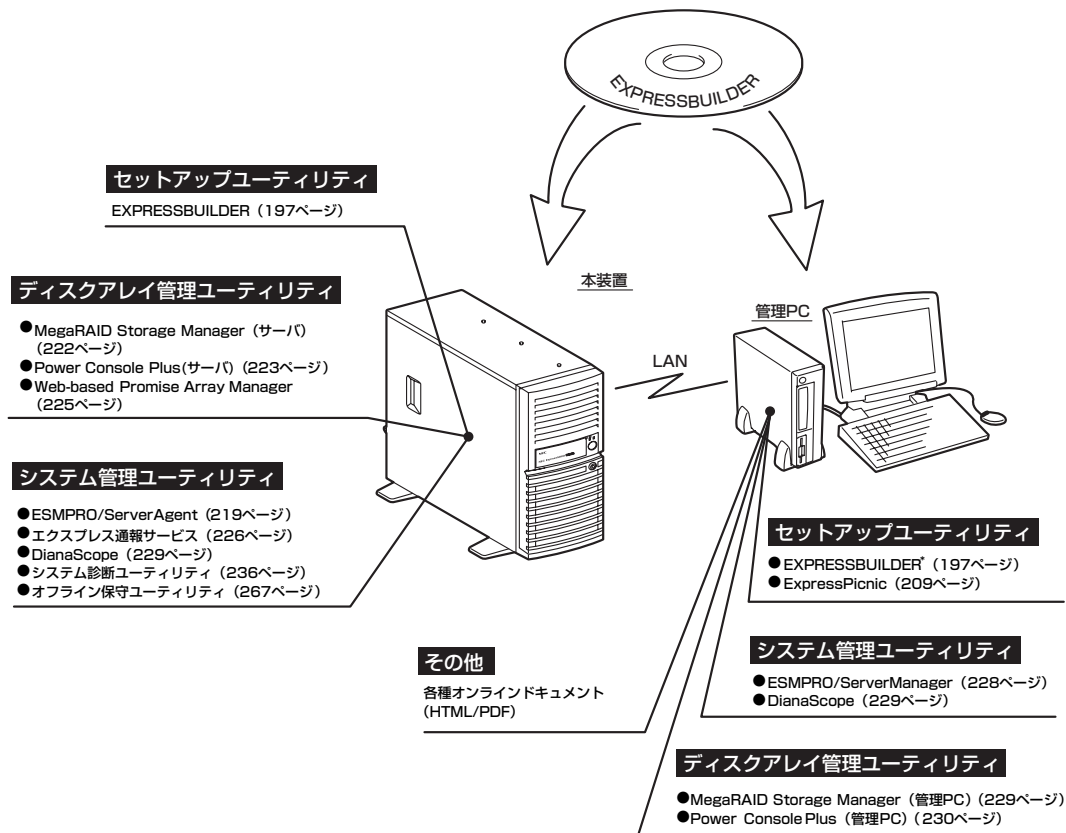 EXPRESSBUILDER
セットアップユーティリティ
EXPRESSBUILDER（197ページ）
ディスクアレイ管理ユーティリティ
●MegaRAID Storage Manager（サーバ）
（222ページ）
●Power Console Plus(サーバ)（223ページ）
●Web-based Promise Array Manager
（225ページ）
システム管理ユーティリティ
●ESMPRO/ServerAgent（219ページ）
●エクスプレス通報サービス（226ページ）
●DianaScope（229ページ）
●システム診断ユーティリティ（236ページ）
●オフライン保守ユーティリティ（267ページ）
本装置
LAN
管理PC
セットアップユーティリティ
●EXPRESSBUILDER*（197ページ）
●ExpressPicnic（209ページ）
システム管理ユーティリティ
●ESMPRO/ServerManager（228ページ）
●DianaScope（229ページ）
その他
各種オンラインドキュメント
（HTML/PDF）
ディスクアレイ管理ユーティリティ
●MegaRAID Storage Manager（管理PC）（229ページ）
●Power Console Plus（管理PC）（230ページ）